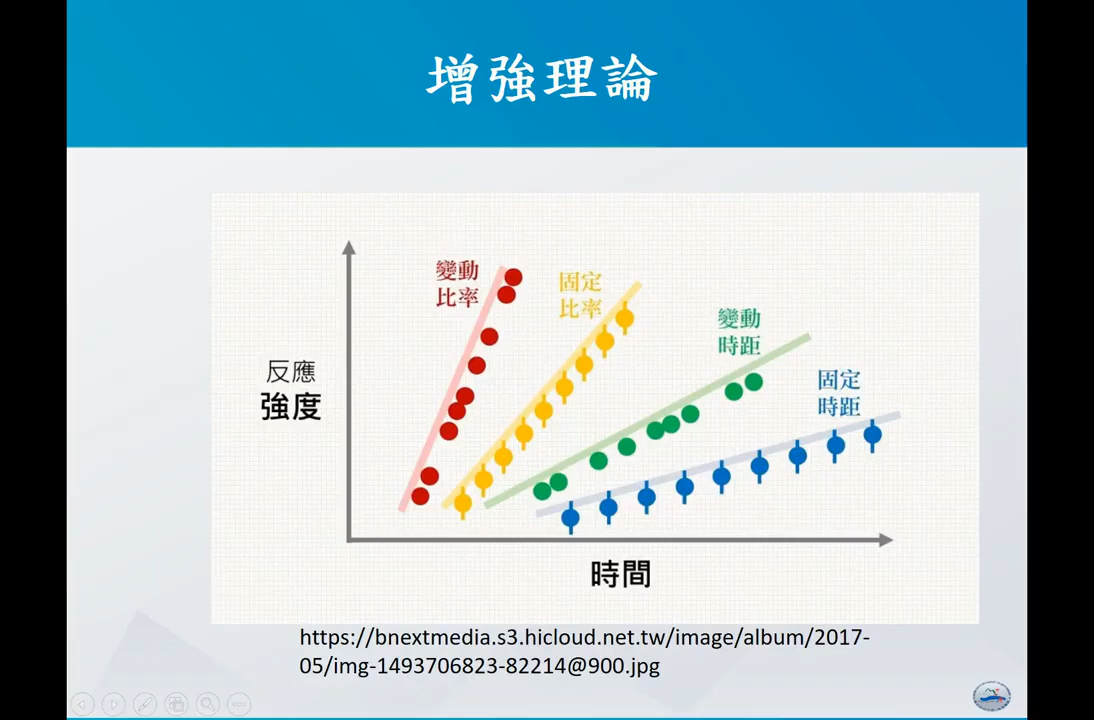 增強理論
變動
比率
固定
比率
變動
時距
固定
時距
反應
強度
時間
https://bnextmedia.s3.hicloud.net.tw/image/album/2017-
05/img-1493706823-82214@900.jpg